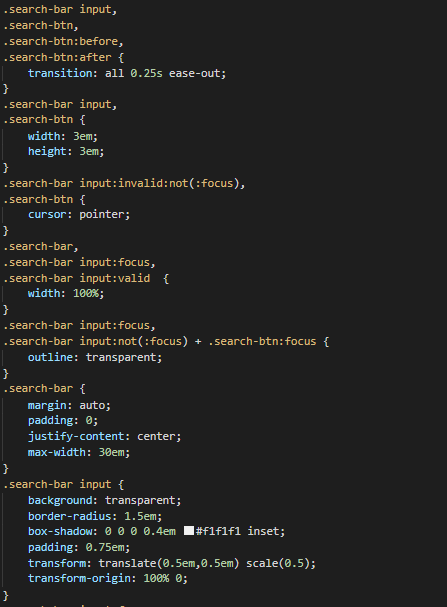 .search-bar input,
.search-btn,
.search-btn:before,
.search-btn:after {
transition: all 0.25s ease-out;
}
.search-bar input,
.search-btn {
width: 3em;
height: 3em;
}
.search-bar input:invalid:not(:focus),
.search-btn {
cursor: pointer;
}
.search-bar,
.search-bar input:focus,
.search-bar input:valid  {
width: 100%;
}
.search-bar input:focus,
.search-bar input:not(:focus) + .search-btn:focus {
outline: transparent;
}
.search-bar {
margin: auto;
padding: 0;
justify-content: center;
max-width: 30em;
}
.search-bar input {
background: transparent;
border-radius: 1.5em;
box-shadow: 0 0 0 0.4em #f1f1f1 inset;
padding: 0.75em;
transform: translate(0.5em,0.5em) scale(0.5);
transform-origin: 100% 0;
}